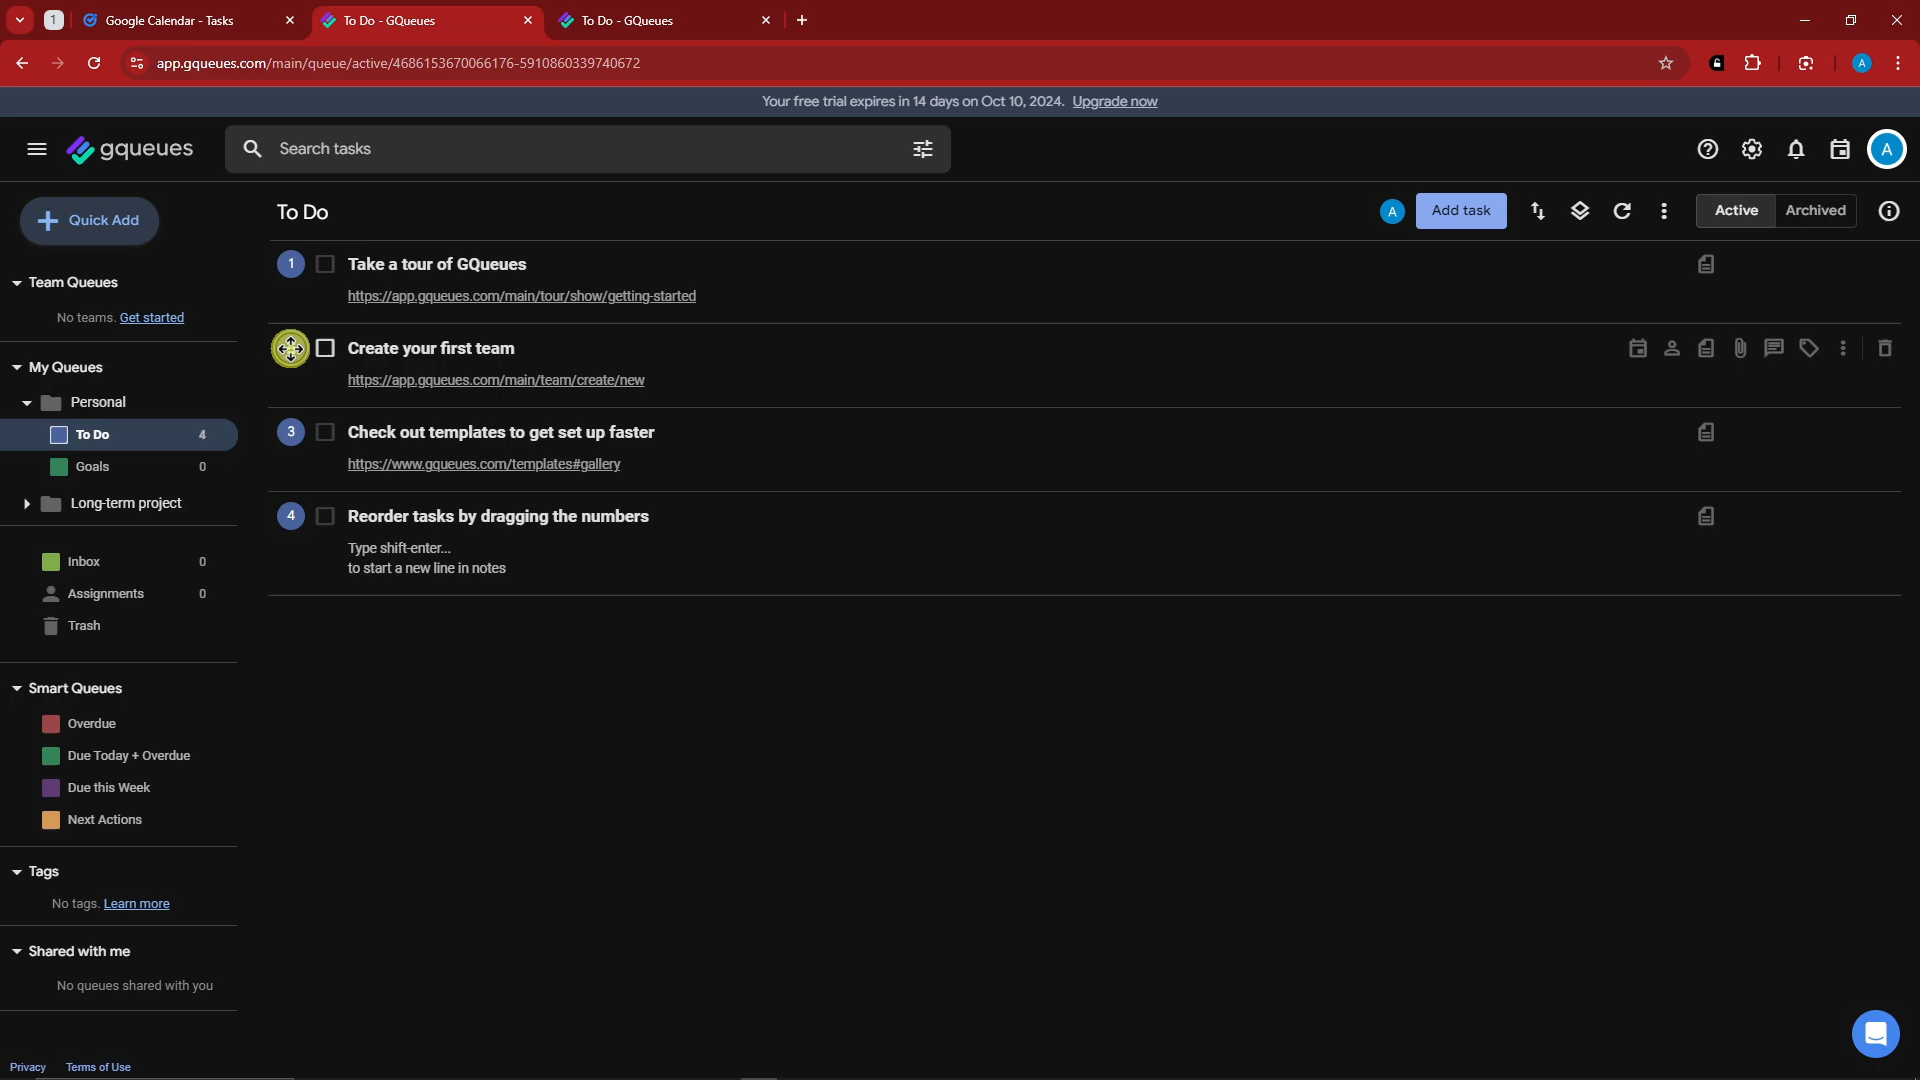 1
Google Calendar - Tasks
To Do - GQueues
To Do - GQueues
app.gqueues.com/main/queue/active/4686153670066176-5910860339740672
A
Your free trial expires in 14 days on Oct 10, 2024. Upgrade now
gqueues
Search tasks
A
Quick Add
To Do
A
Add task
Active
Archived
Team Queues
No teams. Get started
My Queues
Personal
To Do 4
Goals 0
Long-term project
Inbox 0
Assignments 0
Trash
Smart Queues
Overdue
Due Today + Overdue
Due this Week
Next Actions
Tags
No tags. Learn more
Shared with me
No queues shared with you
Privacy
Terms of Use
1 Take a tour of GQueues
https://app.gqueues.com/main/tour/show/getting-started
Create your first team
https://app.gqueues.com/main/team/create/new
3 Check out templates to get set up faster
https://www.gqueues.com/templates#gallery
4 Reorder tasks by dragging the numbers
Type shift-enter...
to start a new line in notes